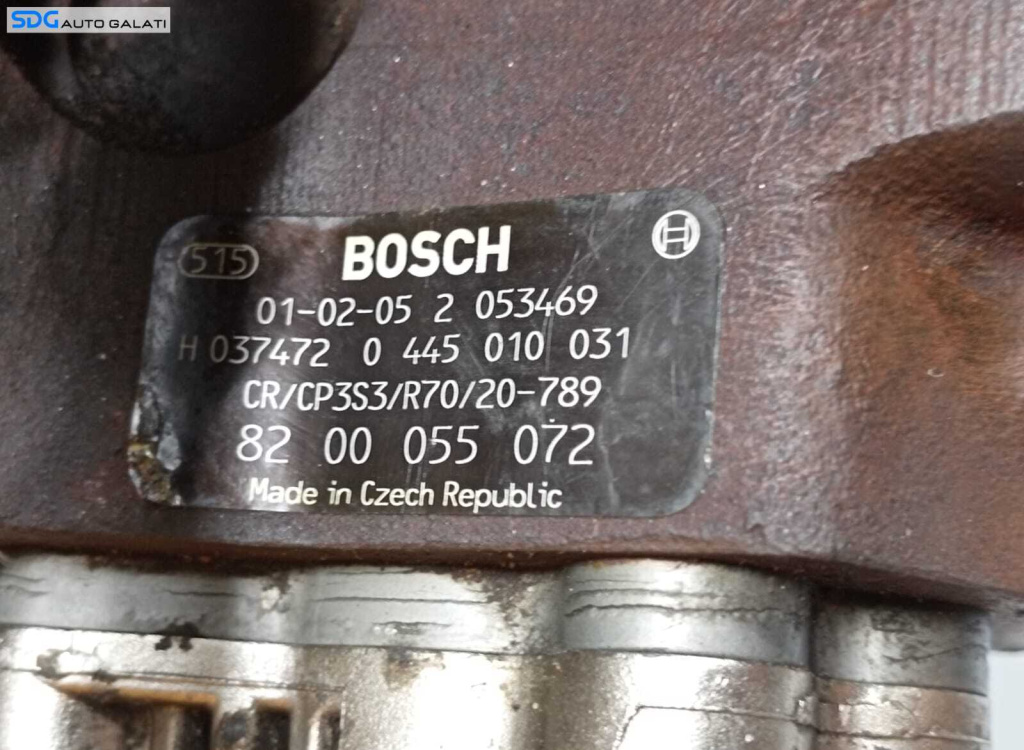 SDG AUTO GALATI
515 BOSCH
01-02-05 2 053469
H 037472 0 445 010 031
CR/CP3S3/R70/20-789
82 00 055 072
Made in Czech Republic